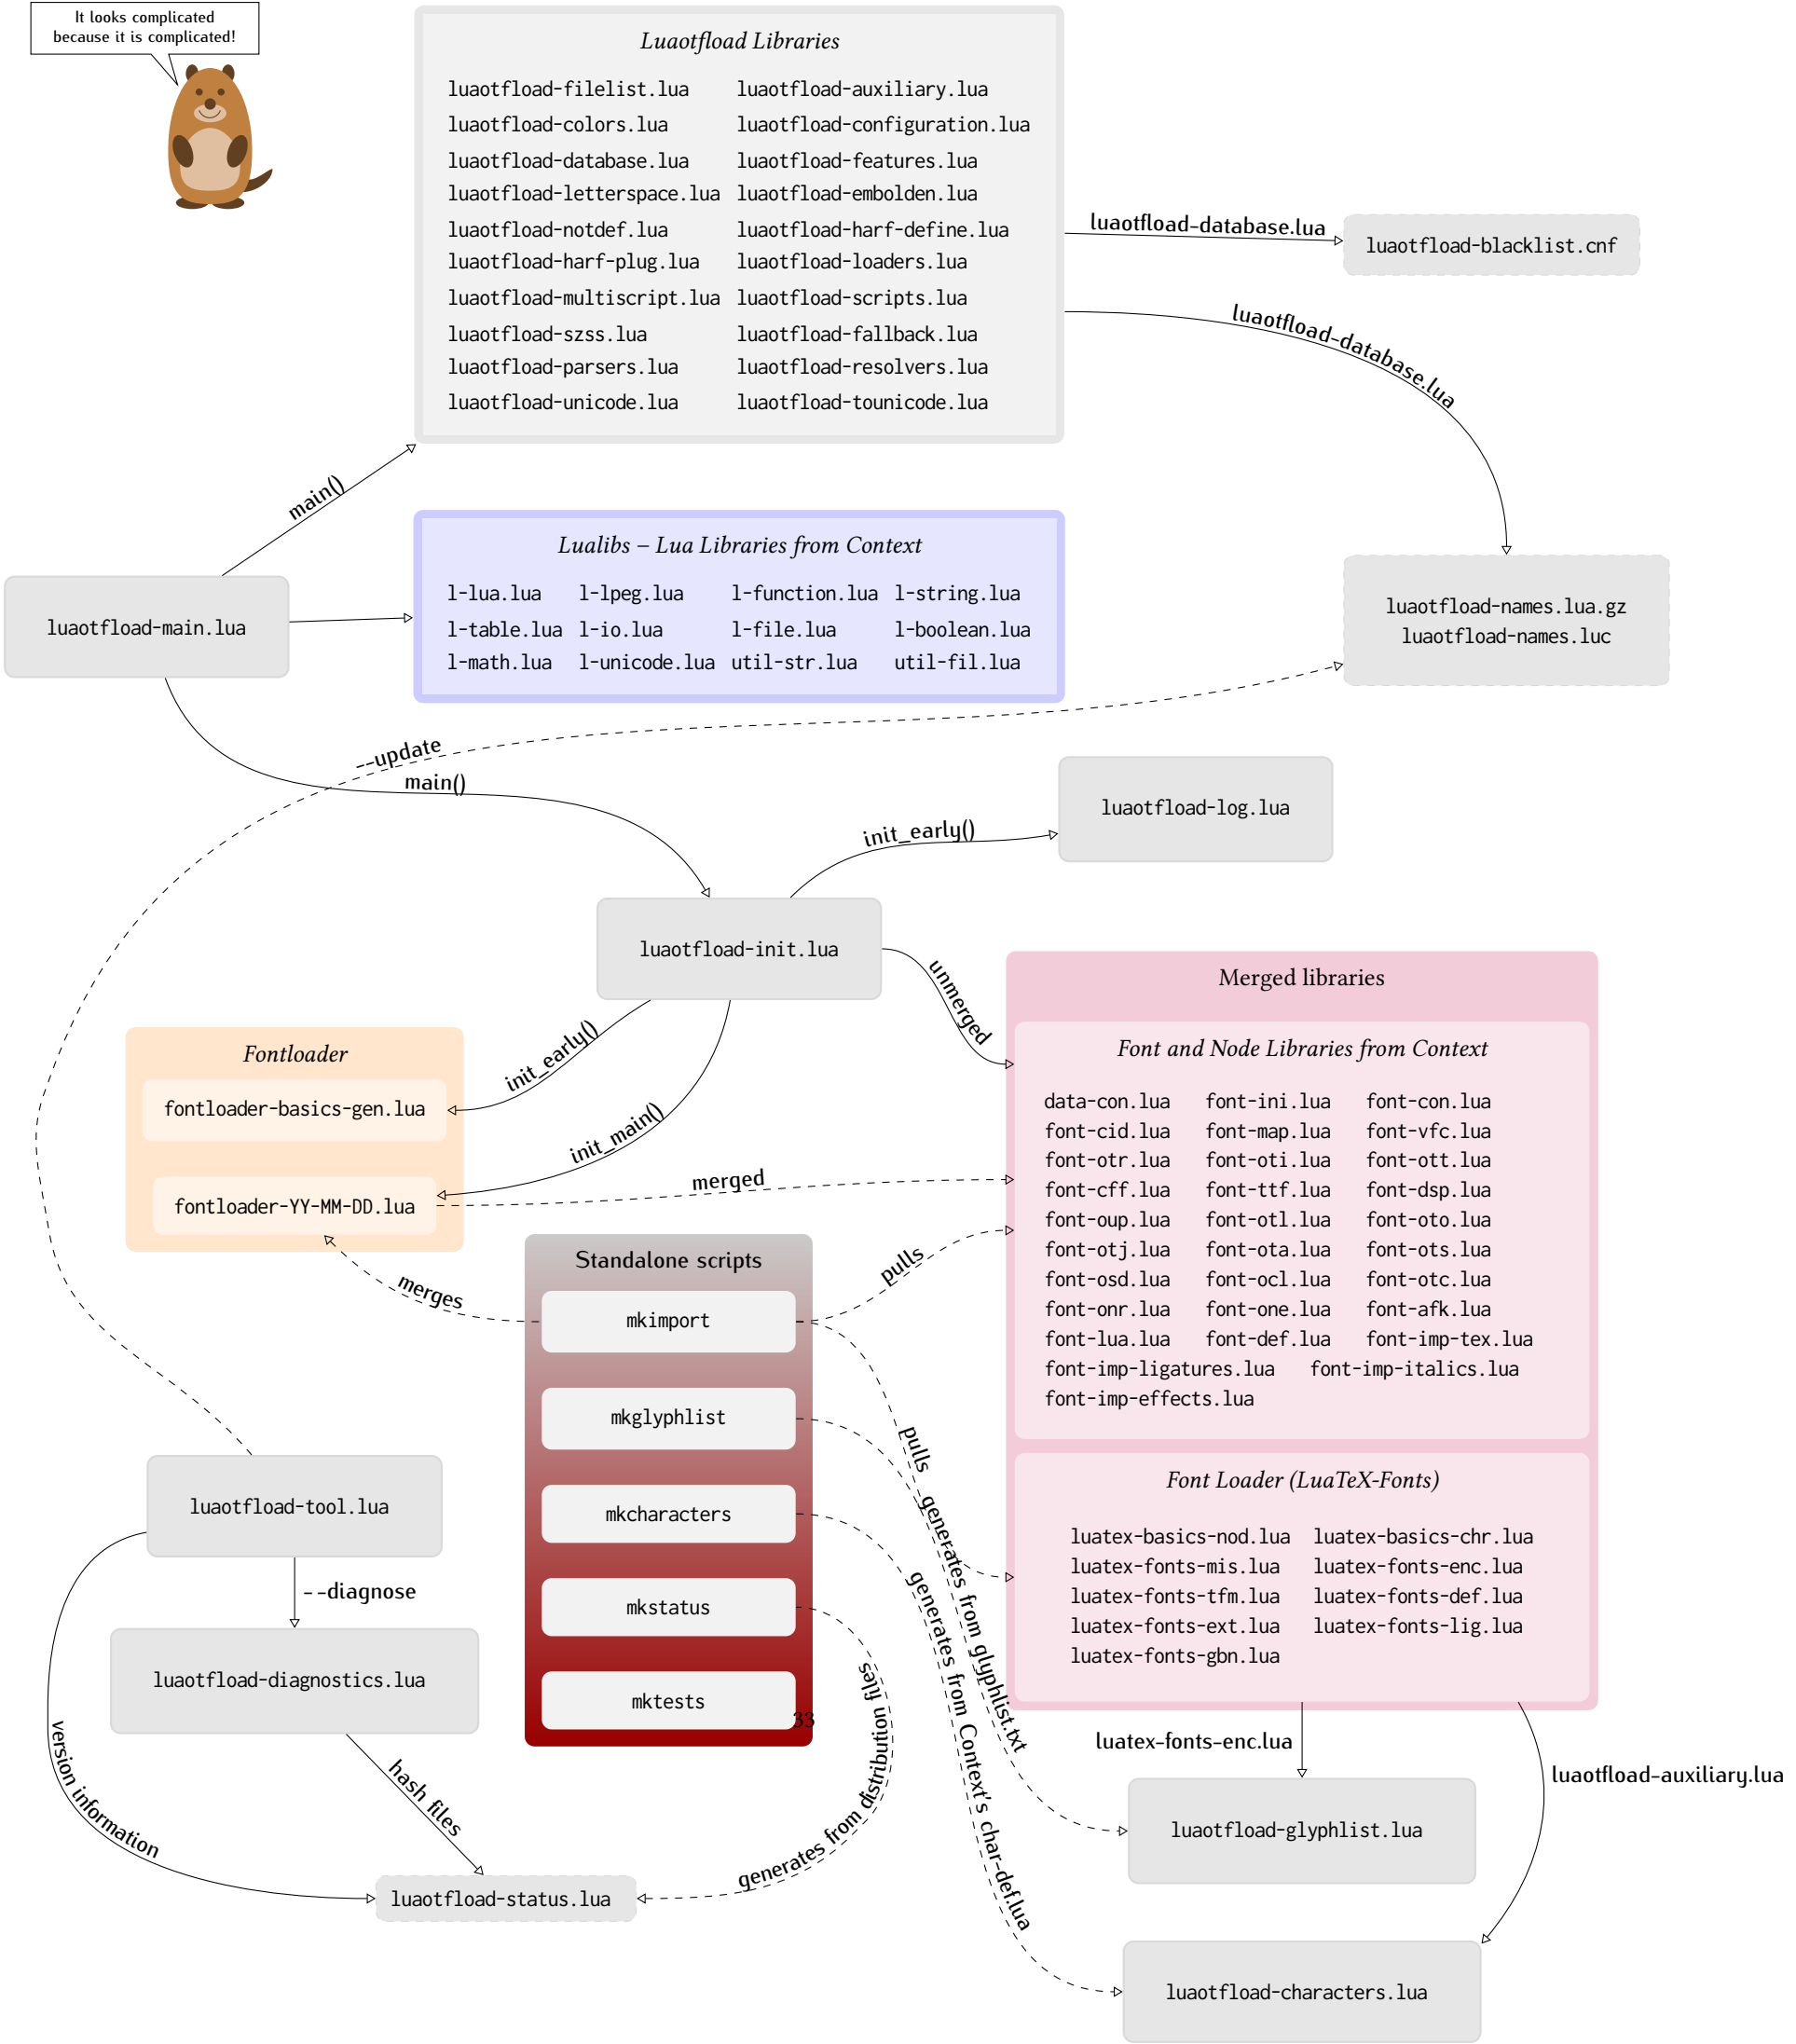 It looks complicated
because it is complicated!
Luaotfload Libraries
luaotfload-filelist.lua luaotfload-auxiliary.lua
luaotfload-colors.lua luaotfload-configuration.lua
luaotfload-database.lua luaotfload-features.lua
luaotfload-letterspace.lua luaotfload-embolden.lua
luaotfload-notdef.lua luaotfload-harf-define.lua
luaotfload-harf-plug.lua luaotfload-loaders.lua
luaotfload-multiscript.lua luaotfload-scripts.lua
luaotfload-szss.lua luaotfload-fallback.lua
luaotfload-parsers.lua luaotfload-resolvers.lua
luaotfload-unicode.lua luaotfload-tounicode.lua
luaotfload-database.lua
luaotfload-blacklist.cnf
luaotfload-database.lua
main()
Lualibs – Lua Libraries from Context
l-lua.lua l-lpeg.lua l-function.lua l-string.lua
l-table.lua l-io.lua l-file.lua l-boolean.lua
l-math.lua l-unicode.lua util-str.lua util-fil.lua
luaotfload-main.lua
luaotfload-names.lua.gz
luaotfload-names.luc
--update
main()
luaotfload-log.lua
init_early()
luaotfload-init.lua
unmerged
Merged libraries
Font and Node Libraries from Context
data-con.lua font-ini.lua font-con.lua
font-cid.lua font-map.lua font-vfc.lua
font-otr.lua font-oti.lua font-ott.lua
font-cff.lua font-ttf.lua font-dsp.lua
font-oup.lua font-otl.lua font-oto.lua
font-otj.lua font-ota.lua font-ots.lua
font-osd.lua font-ocl.lua font-otc.lua
font-onr.lua font-one.lua font-afk.lua
font-lua.lua font-def.lua font-imp-tex.lua
font-imp-ligatures.lua font-imp-italics.lua
font-imp-effects.lua
Font Loader (LuaTeX-Fonts)
luatex-basics-nod.lua luatex-basics-chr.lua
luatex-fonts-mis.lua luatex-fonts-enc.lua
luatex-fonts-tfm.lua luatex-fonts-def.lua
luatex-fonts-ext.lua luatex-fonts-lig.lua
luatex-fonts-gbn.lua
init_early()
init_main()
Fontloader
fontloader-basics-gen.lua
fontloader-YY-MM-DD.lua
merged
merges
pulls
Standalone scripts
mkimport
mkglyphlist
mkcharacters
mkstatus
mktests
33
pulls
generates from glyphlist.txt
generates from Context's char-def.lua
generates from distribution files
luaotfload-tool.lua
--diagnose
luaotfload-diagnostics.lua
version information
hash files
luaotfload-status.lua
luatex-fonts-enc.lua
luaotfload-auxiliary.lua
luaotfload-glyphlist.lua
luaotfload-characters.lua